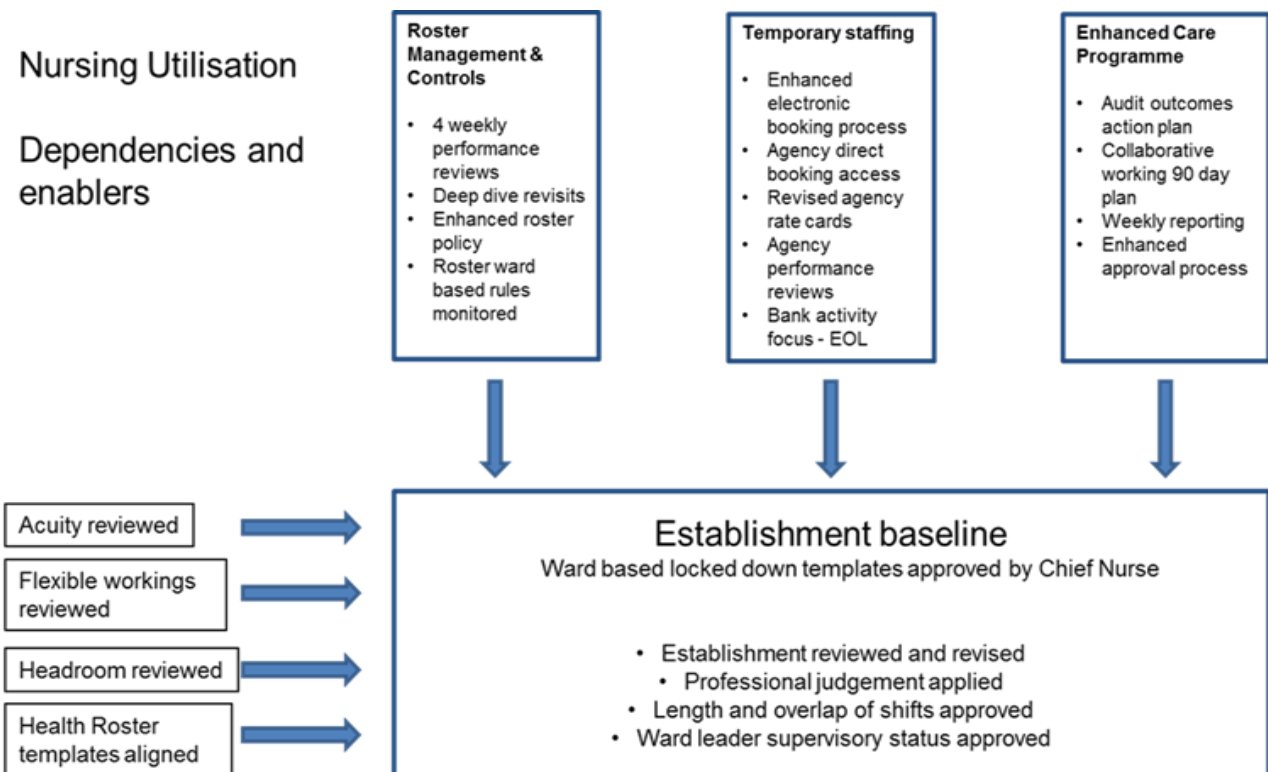 Nursing Utilisation
Dependencies and
enablers
Roster
Management &
Controls
• 4 weekly
performance
reviews
• Deep dive revisits
• Enhanced roster
policy
• Roster ward
based rules
monitored
Temporary staffing
• Enhanced
electronic
booking process
• Agency direct
booking access
• Revised agency
rate cards
• Agency
performance
reviews
• Bank activity
focus - EOL
Enhanced Care
Programme
• Audit outcomes
action plan
• Collaborative
working 90 day
plan
• Weekly reporting
• Enhanced
approval process
Acuity reviewed
Flexible workings
reviewed
Headroom reviewed
Health Roster
templates aligned
Establishment baseline
Ward based locked down templates approved by Chief Nurse
• Establishment reviewed and revised
• Professional judgement applied
• Length and overlap of shifts approved
• Ward leader supervisory status approved